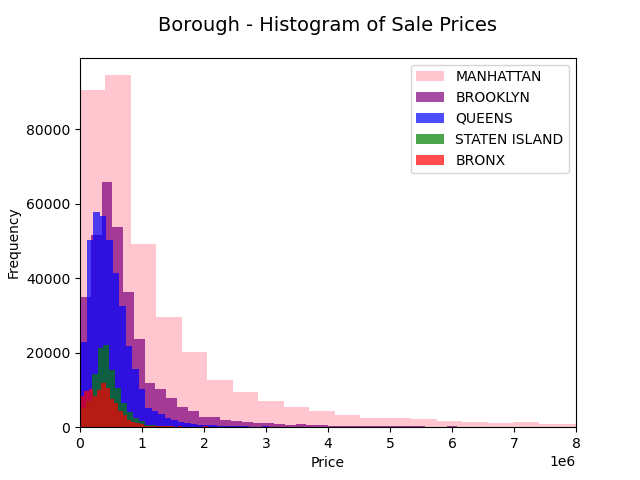 Borough - Histogram of Sale Prices
MANHATTAN
BROOKLYN
QUEENS
STATEN ISLAND
BRONX
Frequency
80000
60000
40000
20000
0
0 1 2 3 4 5 6 7 8
1e6
Price